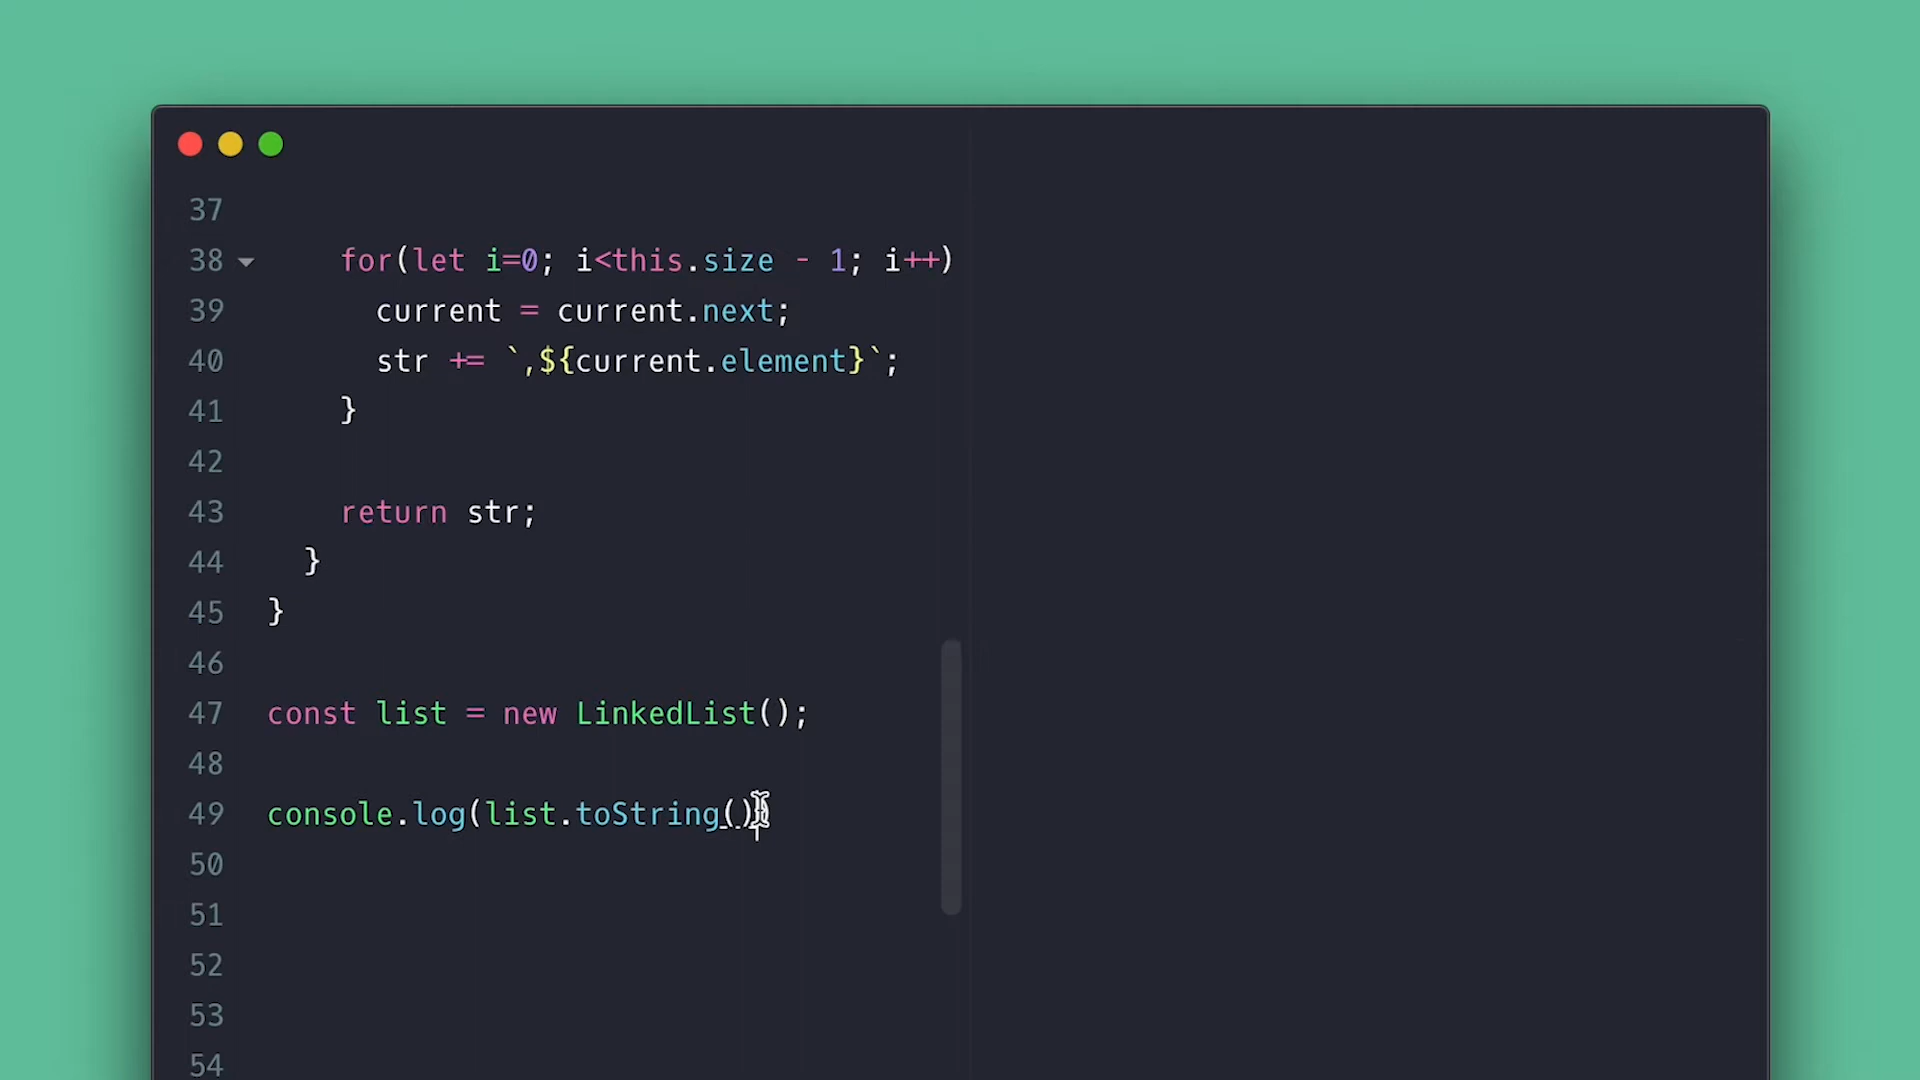 37
38 for(let i=0; i<this.size - 1; i++)
39 current = current.next;
40 str += `,${current.element}`;
41 }
42
43 return str;
44 }
45 }
46
47 const list = new LinkedList();
48
49 console.log(list.toString()
50
51
52
53
54